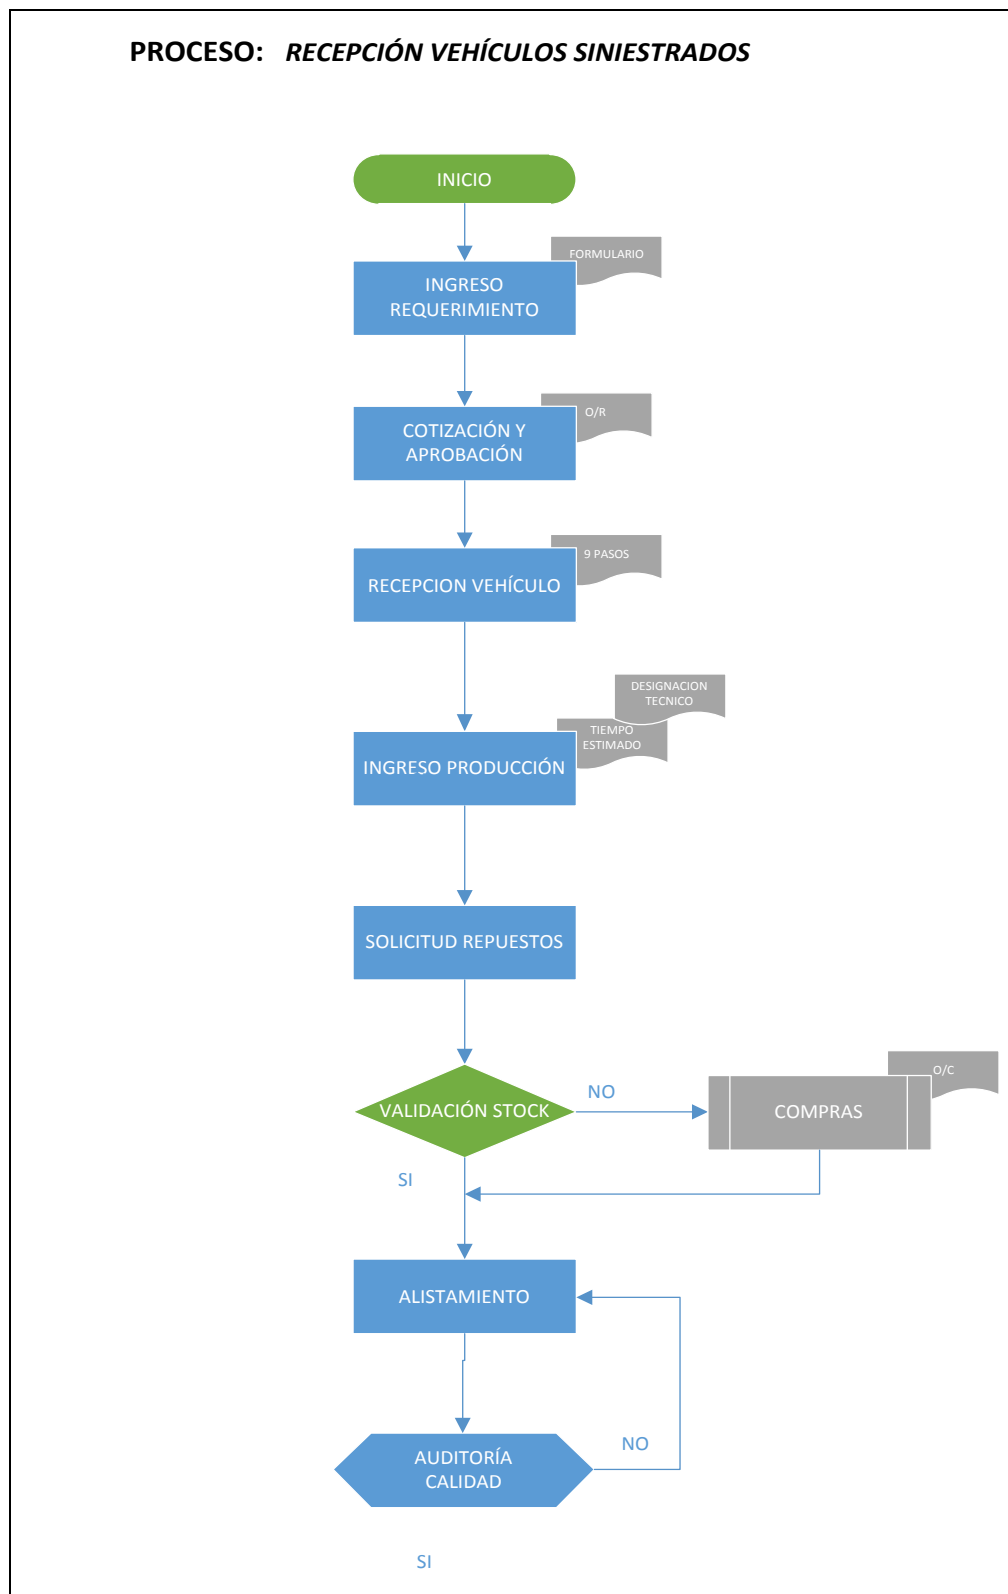 PROCESO: RECEPCIÓN VEHÍCULOS SINIESTRADOS
INICIO
FORMULARIO
INGRESO
REQUERIMIENTO
O/R
COTIZACIÓN Y
APROBACIÓN
9 PASOS
RECEPCION VEHÍCULO
DESIGNACION
TECNICO
TIEMPO
ESTIMADO
INGRESO PRODUCCIÓN
SOLICITUD REPUESTOS
O/C
NO
VALIDACIÓN STOCK
COMPRAS
SI
ALISTAMIENTO
NO
AUDITORÍA
CALIDAD
SI